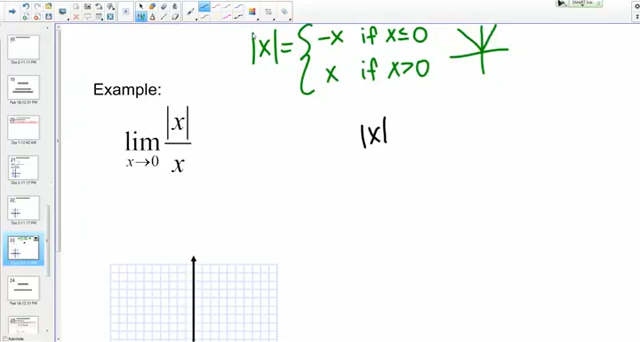 |x| = { -x if x ≤ 0
x if x > 0
Example:
lim x→0 |x| / x
|x|